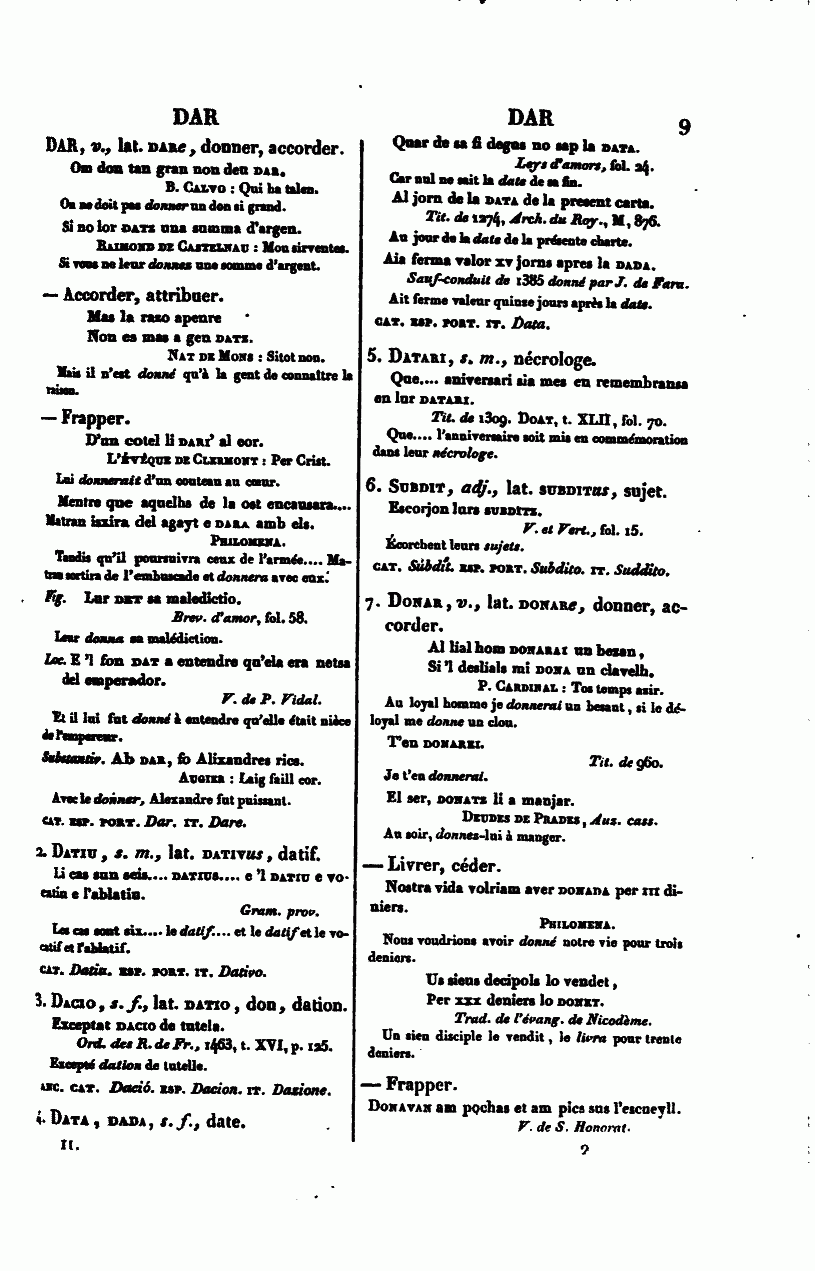 DAR
DAR, v., lat. DARe, donner, accorder.
Om don tan gran non deu DAR.
B. CALVO : Qui ha talen.
On ne doit pas donner un don si grand.
Si no lor DATZ una summa d'argen.
RAIMOND DE CASTELNAU : Mon sirventes.
Si vous ne leur donnes une somme d'argent.
— Accorder, attribuer.
Mas la razo apenre
Non es mas a gen DATZ.
NAT DE MONS : Sitot non.
Mais il n'est donné qu'à la gent de connaître la
raison.
— Frapper.
D'un cotel li DARI' al cor.
L'ÉVÊQUE DE CLERMONT : Per Crist.
Lui donnerait d'un couteau au cœur.
Mentre que aquelhs de la ost encausara....
Matran issira del agayt e DARA amb els.
PHILOMENA.
Tandis qu'il poursuivra ceux de l'armée.... Ma-
tran sortira de l'embuscade et donnera avec eux.
Fig. Lur DET sa maledictio.
Brev. d'amor, fol. 58.
Leur donna sa malédiction.
Loc. E 'l fon DAT a entendre qu'ela era netsa
del emperador.
V. de P. Vidal.
Et il lui fut donné à entendre qu'elle était nièce
de l'empereur.
Substantiv. Ab DAR, fo Alixandres rics.
AUGIER : Laig faill cor.
Avec le donner, Alexandre fut puissant.
CAT. ESP. PORT. Dar. IT. Dare.
2. DATIU, s. m., lat. DATIVus, datif.
Li cas sun seis.... DATIUS.... e 'l DATIU e vo-
catiu e l'ablatiu.
Gram. prov.
Les cas sont six.... le datif.... et le datif et le vo-
catif et l'ablatif.
CAT. Datiu. ESP. PORT. IT. Dativo.
3. DACIO, s. f., lat. DATIO, don, dation.
Exceptat DACIO de tutela.
Ord. des R. de Fr., 1463, t. XVI, p. 125.
Excepté dation de tutelle.
ANC. CAT. Dació. ESP. Dacion. IT. Dazione.
4. DATA, DADA, s. f., date.
II.
DAR
9
Quar de sa fi degus no sap la DATA.
Leys d'amors, fol. 24.
Car nul ne sait la date de sa fin.
Al jorn de la DATA de la present carta.
Tit. de 1274, Arch. du Roy., M, 876.
Au jour de la date de la présente charte.
Aia ferma valor XV jorns apres la DADA.
Sauf-conduit de 1385 donné par J. de Fara.
Ait ferme valeur quinze jours après la date.
CAT. ESP. PORT. IT. Data.
5. DATARI, s. m., nécrologe.
Que.... aniversari sia mes en remembransa
en lur DATARI.
Tit. de 1309. DOAT, t. XLII, fol. 70.
Que.... l'anniversaire soit mis en commémoration
dans leur nécrologe.
6. SUBDIT, adj., lat. SUBDITus, sujet.
Escorjon lurs SUBDITZ.
V. et Vert., fol. 15.
Écorchent leurs sujets.
CAT. Súbdit. ESP. PORT. Subdito. IT. Suddito.
7. DONAR, v., lat. DONARe, donner, ac-
corder.
Al lial hom DONARAI un bezan,
Si 'l deslials mi DONA un clavelh.
P. CARDINAL : Tos temps azir.
Au loyal homme je donnerai un besant, si le dé-
loyal me donne un clou.
T'en DONAREI.
Tit. de 960.
Je t'en donnerai.
El ser, DONATZ li a manjar.
DEUDES DE PRADES, Auz. cass.
Au soir, donnes-lui à manger.
— Livrer, céder.
Nostra vida volriam aver DONADA per III di-
niers.
PHILOMENA.
Nous voudrions avoir donné notre vie pour trois
deniers.
Us siens decipols lo vendet,
Per XXX deniers lo DONET.
Trad. de l'évang. de Nicodème.
Un sien disciple le vendit, le livra pour trente
deniers.
— Frapper.
DONAVAN am pochas et am pics sus l'escueyll.
V. de S. Honorat.
2